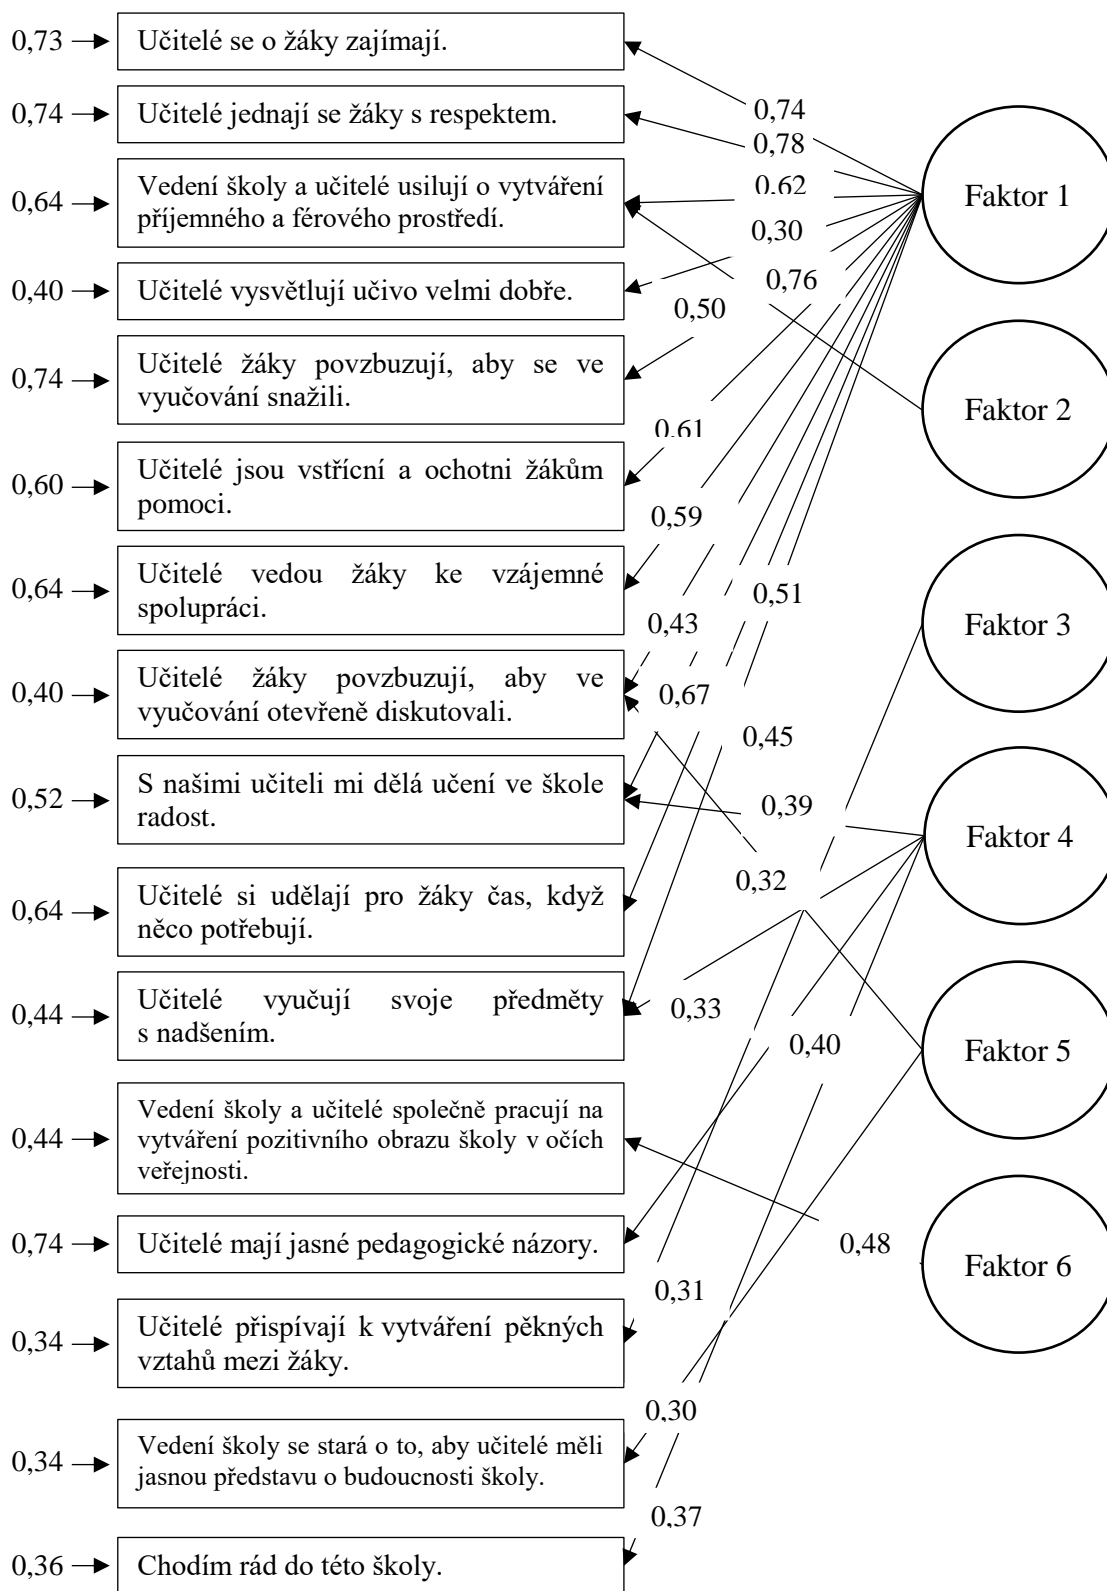 0,73
Učitelé se o žáky zajímají.
0,74
Učitelé jednají se žáky s respektem.
0,74
0,78
Faktor 1
0,64
Vedení školy a učitelé usilují o vytváření
příjemného a férového prostředí.
0,62
0,30
0,40
Učitelé vysvětlují učivo velmi dobře.
0,76
0,50
0,74
Učitelé žáky povzbuzují, aby se ve
vyučování snažili.
Faktor 2
0,61
0,60
Učitelé jsou vstřícní a ochotni žákům
pomoci.
0,59
0,64
Učitelé vedou žáky ke vzájemné
spolupráci.
0,51
0,43
Faktor 3
0,40
Učitelé žáky povzbuzují, aby ve
vyučování otevřeně diskutovali.
0,67
0,45
0,52
S našimi učiteli mi dělá učení ve škole
radost.
0,39
Faktor 4
0,32
0,64
Učitelé si udělají pro žáky čas, když
něco potřebují.
0,44
Učitelé vyučují svoje předměty
s nadšením.
0,33
0,40
Faktor 5
0,44
Vedení školy a učitelé společně pracují na
vytváření pozitivního obrazu školy v očích
veřejnosti.
0,74
Učitelé mají jasné pedagogické názory.
0,48
Faktor 6
0,31
0,34
Učitelé přispívají k vytváření pěkných
vztahů mezi žáky.
0,30
0,34
Vedení školy se stará o to, aby učitelé měli
jasnou představu o budoucnosti školy.
0,37
0,36
Chodím rád do této školy.